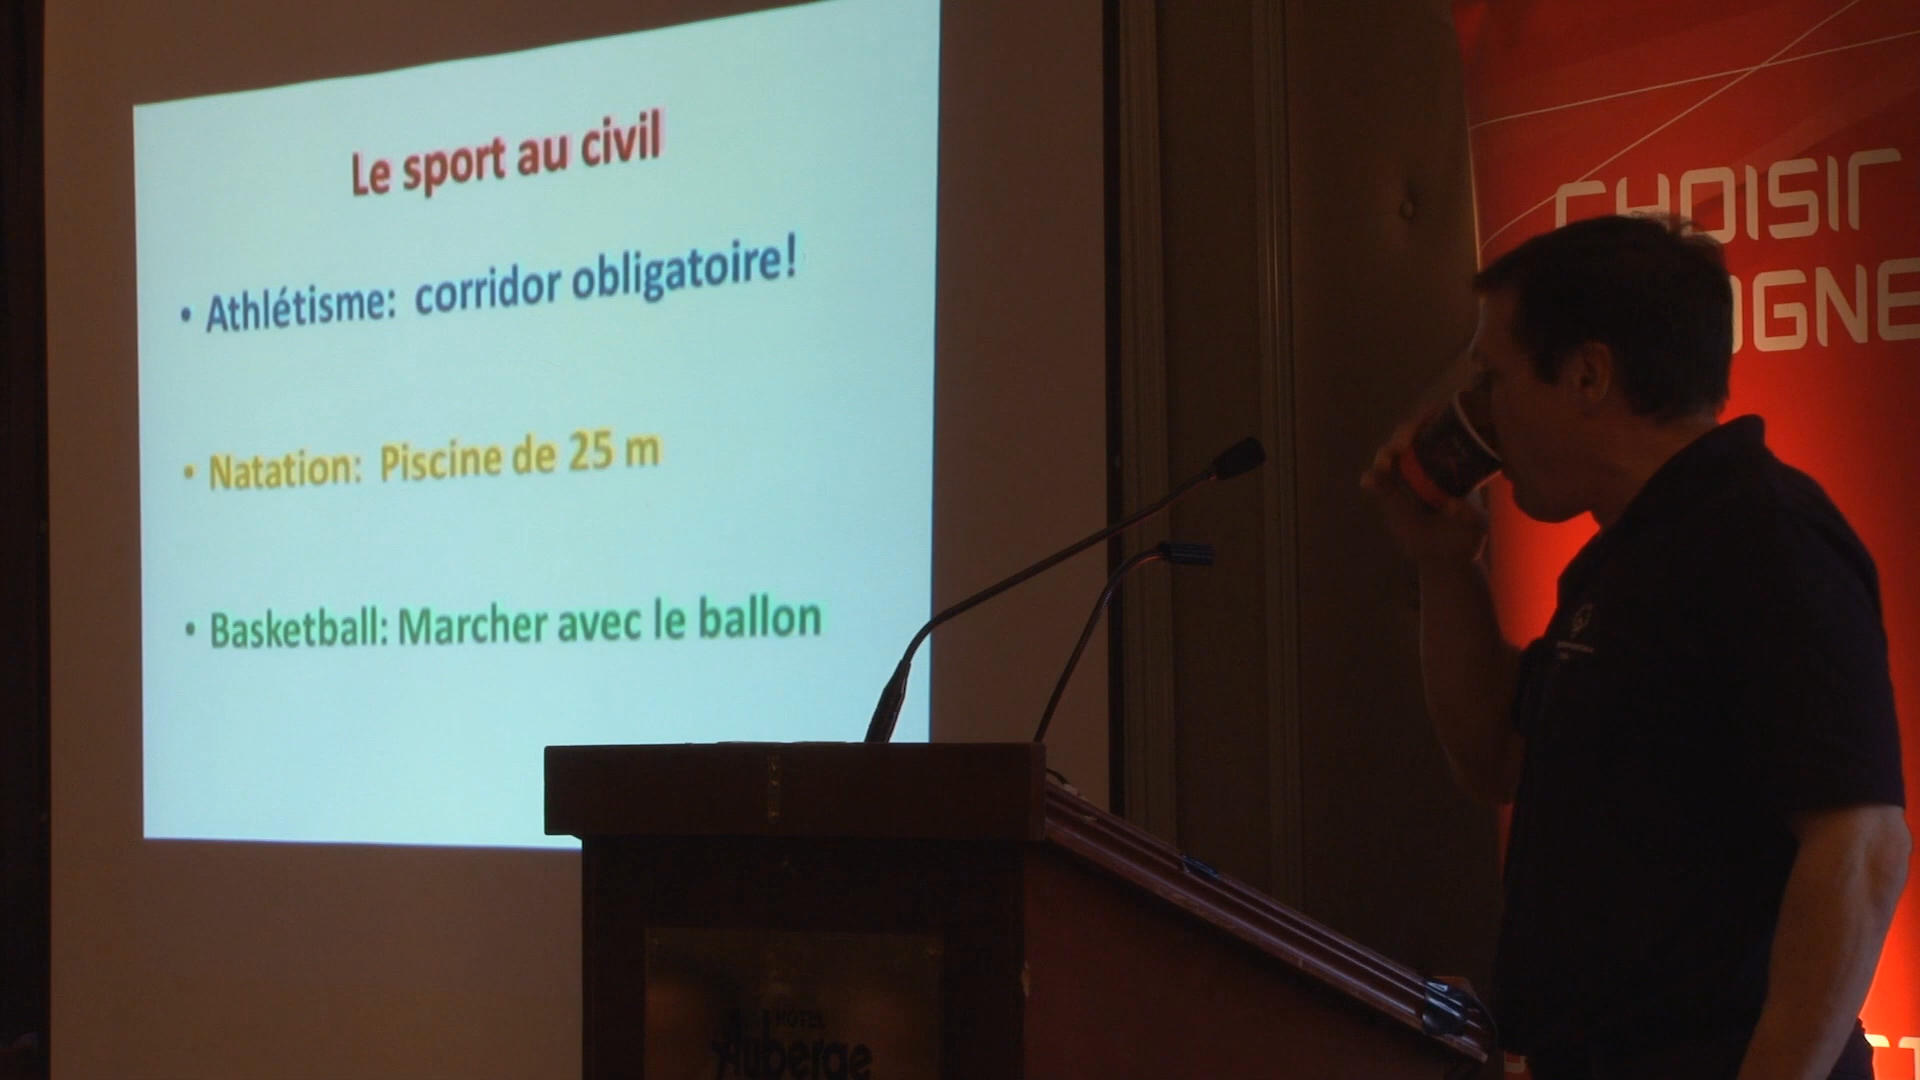 Le sport au civil
• Athlétisme: corridor obligatoire!
• Natation: Piscine de 25 m
• Basketball: Marcher avec le ballon
CHOISIR
OGNE
HOTEL
Auberge